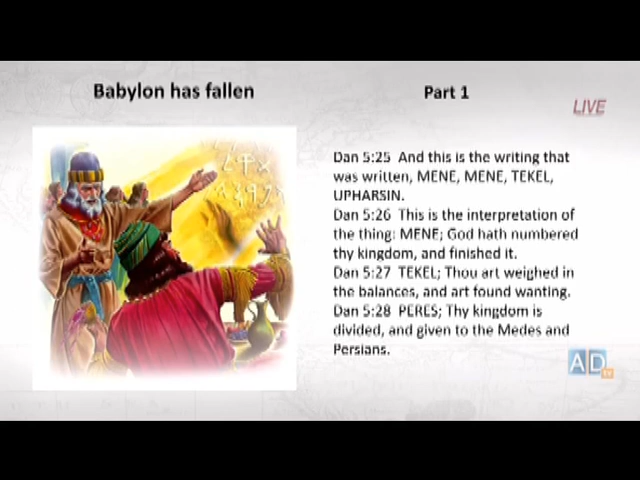 Babylon has fallen
Part 1
LIVE
Dan 5:25 And this is the writing that
was written, MENE, MENE, TEKEL,
UPHARSIN.
Dan 5:26 This is the interpretation of
the thing: MENE; God hath numbered
thy kingdom, and finished it.
Dan 5:27 TEKEL; Thou art weighed in
the balances, and art found wanting.
Dan 5:28 PERES; Thy kingdom is
divided, and given to the Medes and
Persians.
AD
TV